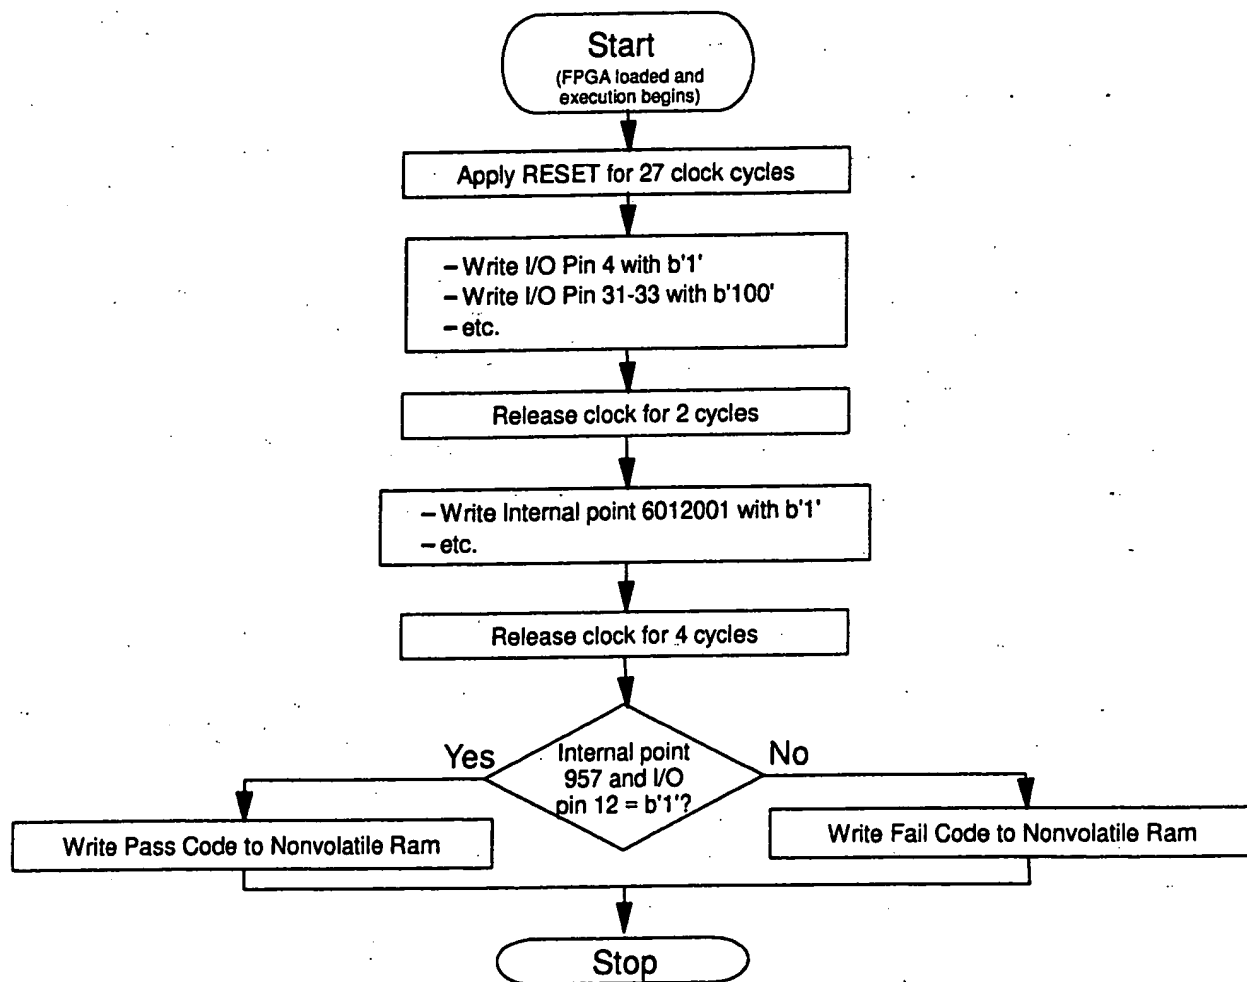 Start
(FPGA loaded and
execution begins)
Apply RESET for 27 clock cycles
– Write I/O Pin 4 with b'1'
– Write I/O Pin 31-33 with b'100'
– etc.
Release clock for 2 cycles
– Write Internal point 6012001 with b'1'
– etc.
Release clock for 4 cycles
Internal point
957 and I/O
pin 12 = b'1'?
Yes
No
Write Pass Code to Nonvolatile Ram
Write Fail Code to Nonvolatile Ram
Stop